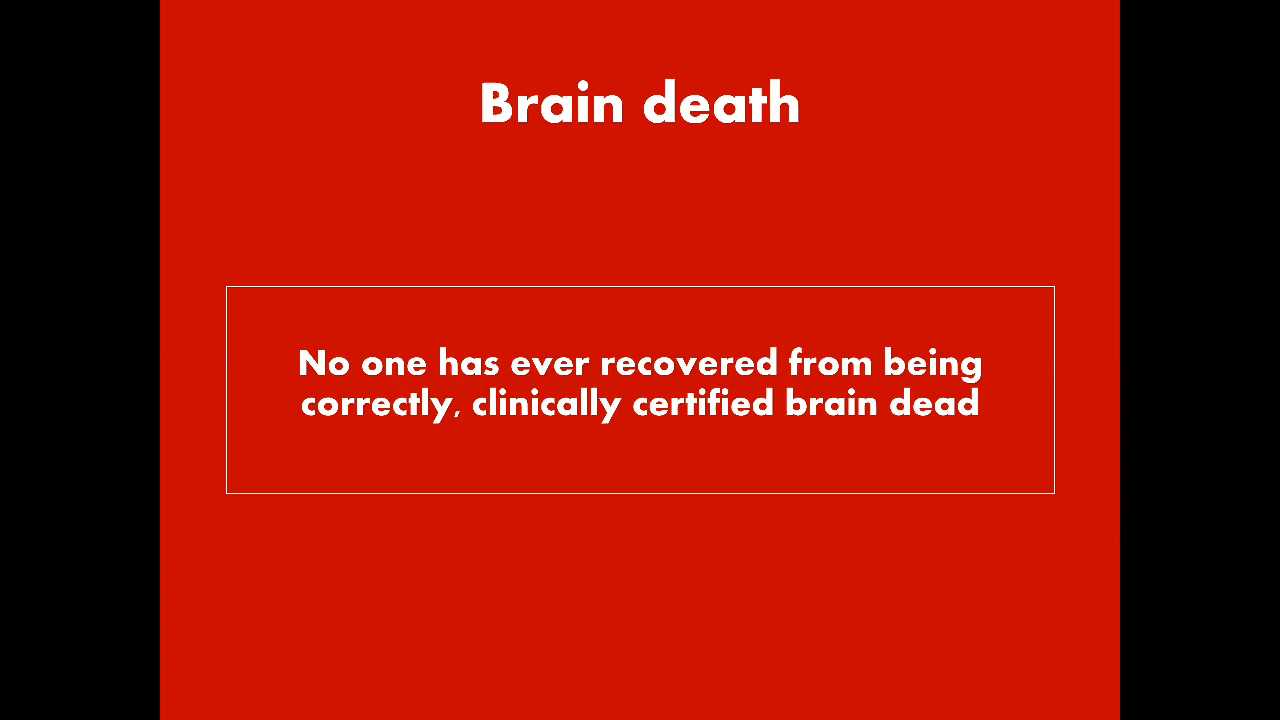 Brain death
No one has ever recovered from being
correctly, clinically certified brain dead